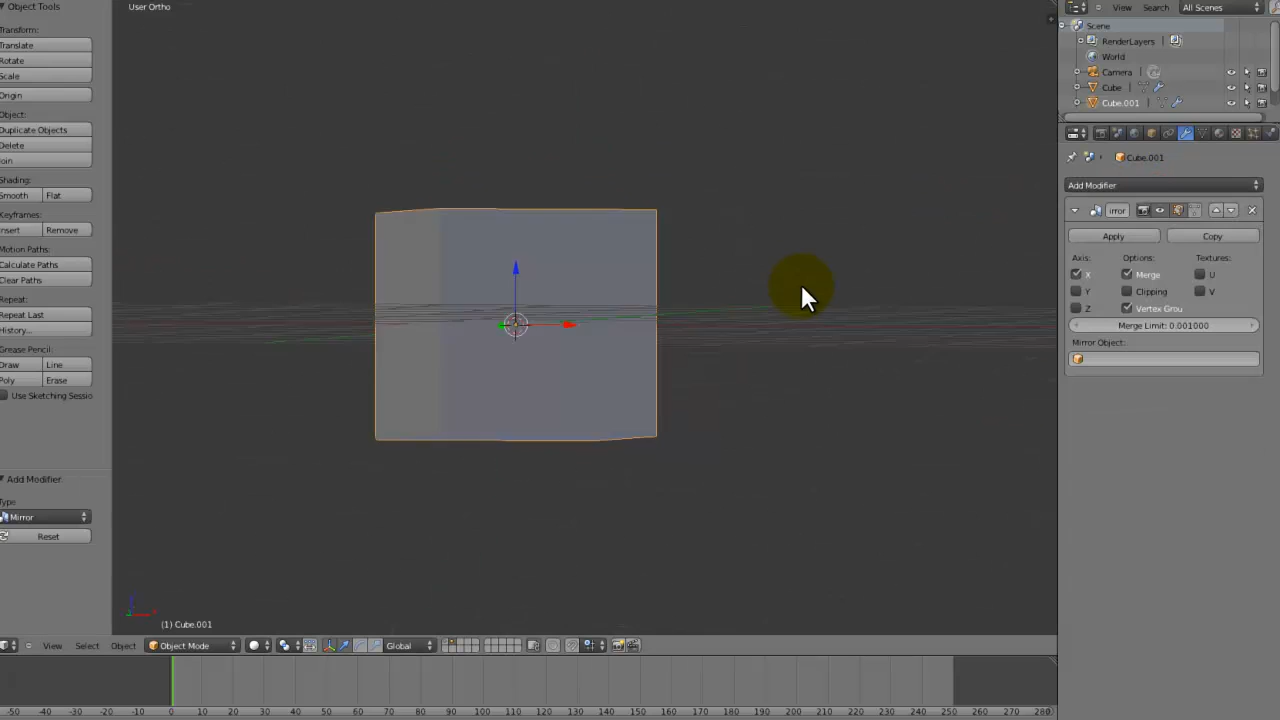 Object Tools
Transform:
Translate
Rotate
Scale
Origin
Object:
Duplicate Objects
Delete
oin
Shading:
Smooth Flat
Keyframes:
nsert Remove
Motion Paths:
Calculate Paths
Clear Paths
Repeat:
Repeat Last
History...
Grease Pencil:
Draw Line
Poly Erase
Use Sketching Sessio
Add Modifier
Type
Mirror
Reset
User Ortho
(1) Cube.001
View Select Object Object Mode Global
-50 -40 -30 -20 -10 0 10 20 30 40 50 60 70 80 90 100 110 120 130 140 150 160 170 180 190 200 210 220 230 240 250 260 270 280
View Search All Scenes
Scene
RenderLayers
World
Camera
Cube
Cube.001
Cube.001
Add Modifier
irror
Apply Copy
Axis: Options: Textures:
X Merge U
Y Clipping V
Z Vertex Grou
Merge Limit: 0.001000
Mirror Object: